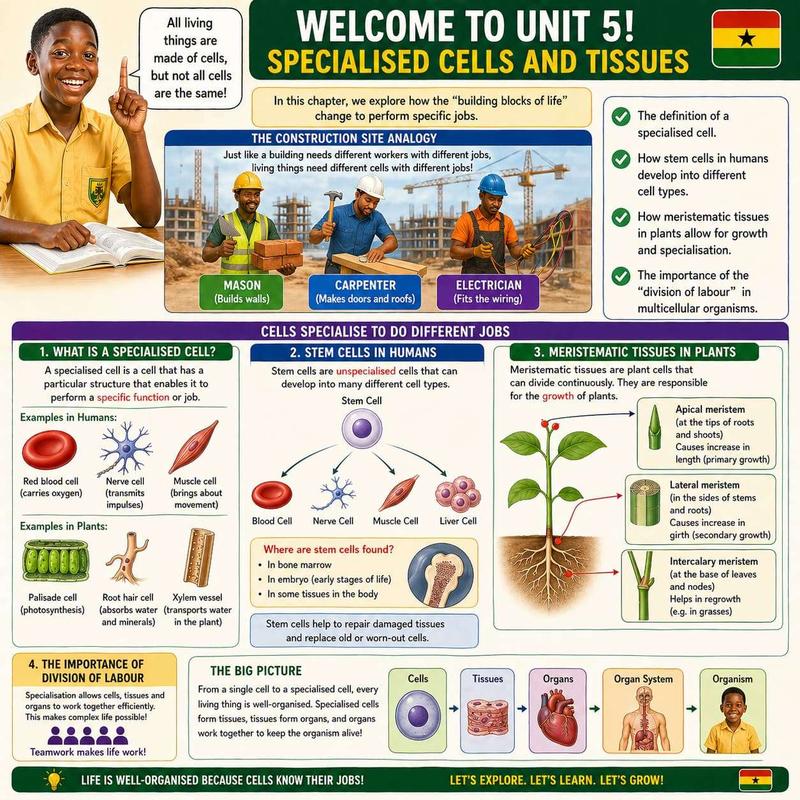 All living
things are
made of cells,
but not all cells
are the same!
WELCOME TO UNIT 5!
SPECIALISED CELLS AND TISSUES
In this chapter, we explore how the “building blocks of life”
change to perform specific jobs.
THE CONSTRUCTION SITE ANALOGY
Just like a building needs different workers with different jobs,
living things need different cells with different jobs!
MASON
(Builds walls)
CARPENTER
(Makes doors and roofs)
ELECTRICIAN
(Fits the wiring)
The definition of a
specialised cell.
How stem cells in humans
develop into different
cell types.
How meristematic tissues
in plants allow for growth
and specialisation.
The importance of the
“division of labour” in
multicellular organisms.
CELLS SPECIALISE TO DO DIFFERENT JOBS
1. WHAT IS A SPECIALISED CELL?
A specialised cell is a cell that has a
particular structure that enables it to
perform a specific function or job.
Examples in Humans:
Red blood cell
(carries oxygen)
Nerve cell
(transmits
impulses)
Muscle cell
(brings about
movement)
Examples in Plants:
Palisade cell
(photosynthesis)
Root hair cell
(absorbs water
and minerals)
Xylem vessel
(transports water
in the plant)
2. STEM CELLS IN HUMANS
Stem cells are unspecialised cells that can
develop into many different cell types.
Stem Cell
Blood Cell
Nerve Cell
Muscle Cell
Liver Cell
Where are stem cells found?
• In bone marrow
• In embryo (early stages of life)
• In some tissues in the body
Stem cells help to repair damaged tissues
and replace old or worn-out cells.
3. MERISTEMATIC TISSUES IN PLANTS
Meristematic tissues are plant cells that
can divide continuously. They are responsible
for the growth of plants.
Apical meristem
(at the tips of roots
and shoots)
Causes increase in
length (primary growth)
Lateral meristem
(in the sides of stems
and roots)
Causes increase in
girth (secondary growth)
Intercalary meristem
(at the base of leaves
and nodes)
Helps in regrowth
(e.g. in grasses)
4. THE IMPORTANCE OF
DIVISION OF LABOUR
Specialisation allows cells, tissues and
organs to work together efficiently.
This makes complex life possible!
Teamwork makes life work!
THE BIG PICTURE
From a single cell to a specialised cell, every
living thing is well-organised. Specialised cells
form tissues, tissues form organs, and organs
work together to keep the organism alive!
Cells
Tissues
Organs
Organ System
Organism
LIFE IS WELL-ORGANISED BECAUSE CELLS KNOW THEIR JOBS!
LET'S EXPLORE. LET'S LEARN. LET'S GROW!